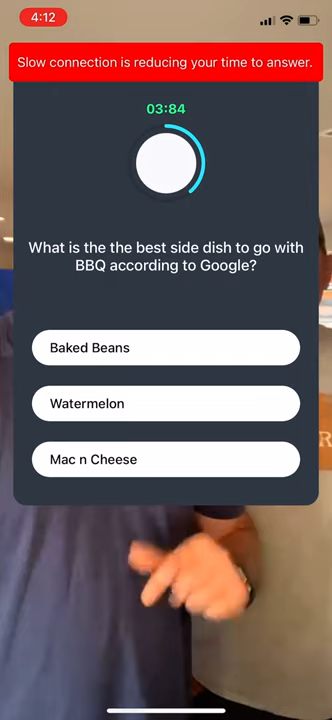 4:12
Slow connection is reducing your time to answer.
03:84
What is the the best side dish to go with
BBQ according to Google?
Baked Beans
Watermelon
Mac n Cheese
R